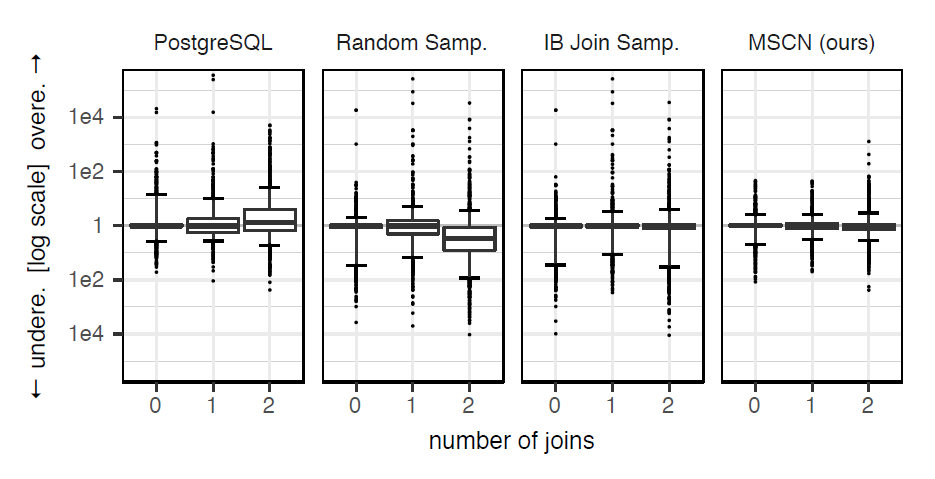 PostgreSQL Random Samp. IB Join Samp. MSCN (ours)
← undere. [log scale] overe. →
1e4
1e2
1
1e2
1e4
0 1 2 0 1 2 0 1 2 0 1 2
number of joins